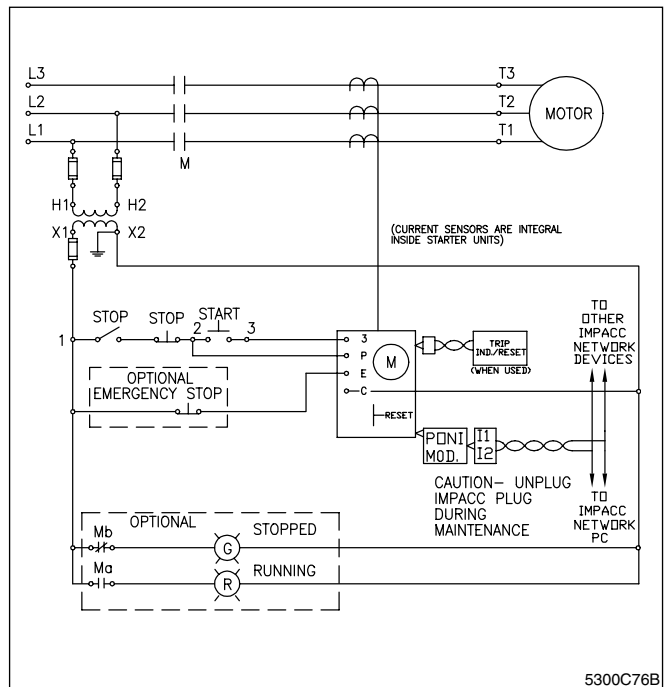 L3
T3
L2
T2
MOTOR
L1
T1
M
H1
H2
X1
X2
(CURRENT SENSORS ARE INTEGRAL
INSIDE STARTER UNITS)
TO
OTHER
IMPACC
NETWORK
DEVICES
STOP
STOP
START
1
2
3
3
P
E
C
M
RESET
TRIP
IND./RESET
(WHEN USED)
OPTIONAL
EMERGENCY STOP
PONI
MOD.
I1
I2
CAUTION- UNPLUG
IMPACC PLUG
DURING
MAINTENANCE
TO
IMPACC
NETWORK
PC
OPTIONAL
Mb
G
STOPPED
Ma
R
RUNNING
5300C76B